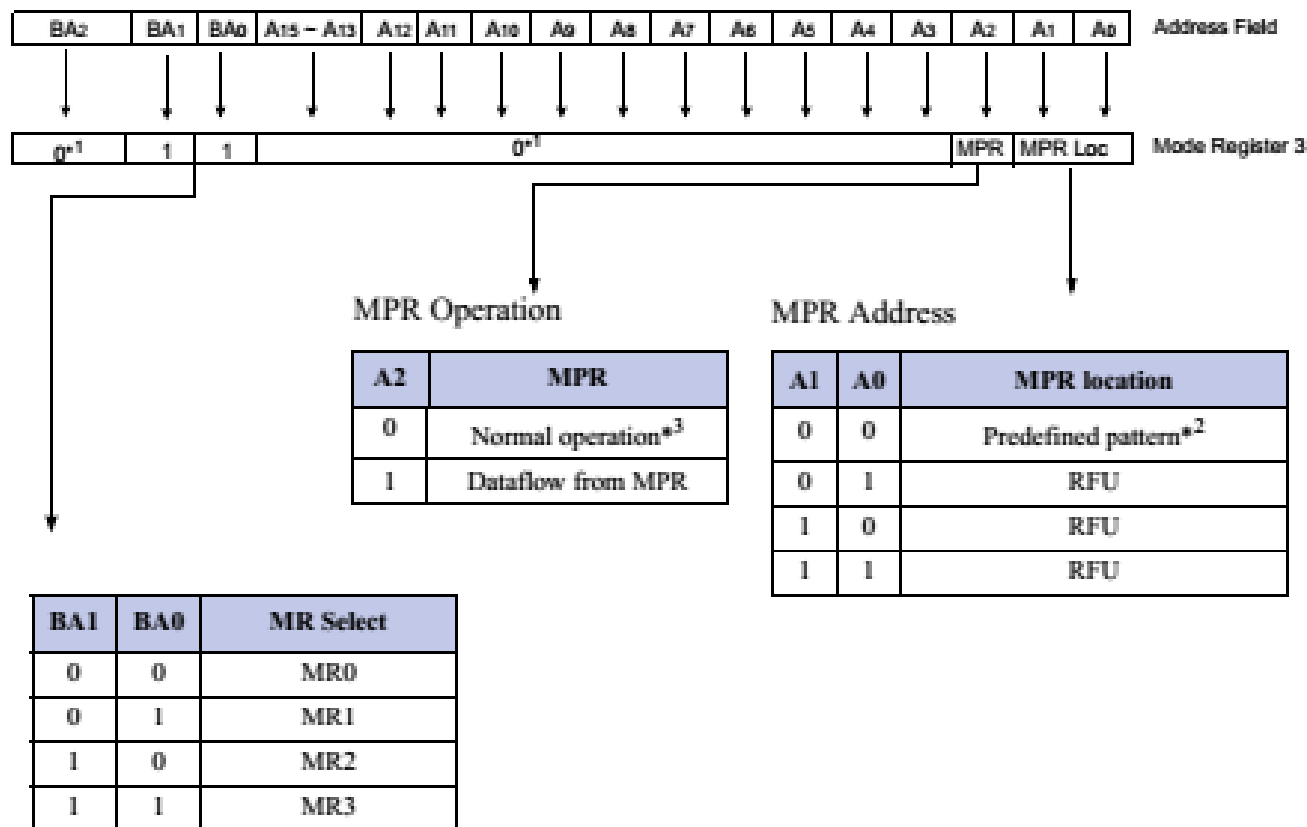 BA2 BA1 BA0 A15 ~ A13 A12 A11 A10 A9 A8 A7 A6 A5 A4 A3 A2 A1 A0 Address Field
0*1 1 1 0*1 MPR MPR Loc Mode Register 3
MPR Operation
A2 MPR
0 Normal operation*3
1 Dataflow from MPR
MPR Address
A1 A0 MPR location
0 0 Predefined pattern*2
0 1 RFU
1 0 RFU
1 1 RFU
BA1 BA0 MR Select
0 0 MR0
0 1 MR1
1 0 MR2
1 1 MR3